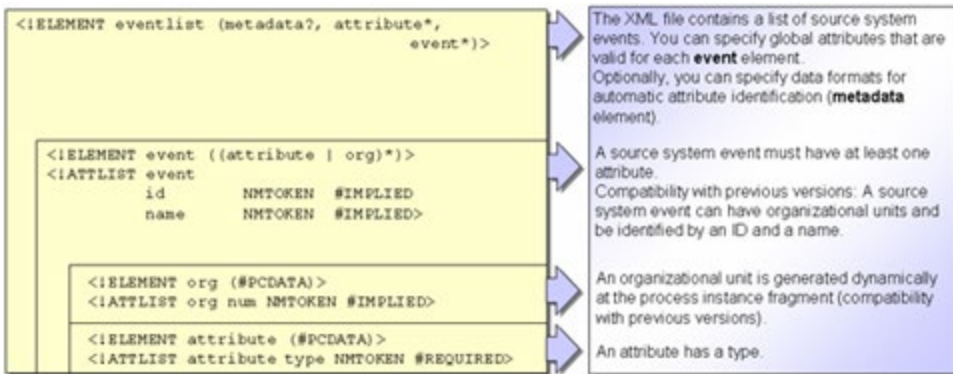 <!ELEMENT eventlist (metadata?, attribute*,
event*)>
The XML file contains a list of source system
events. You can specify global attributes that are
valid for each event element.
Optionally, you can specify data formats for
automatic attribute identification (metadata
element).
<!ELEMENT event ((attribute | org)*)>
<!ATTLIST event
id NMTOKEN #IMPLIED
name NMTOKEN #IMPLIED>
A source system event must have at least one
attribute.
Compatibility with previous versions: A source
system event can have organizational units and
be identified by an ID and a name.
<!ELEMENT org (#PCDATA)>
<!ATTLIST org num NMTOKEN #IMPLIED>
An organizational unit is generated dynamically
at the process instance fragment (compatibility
with previous versions).
<!ELEMENT attribute (#PCDATA)>
<!ATTLIST attribute type NMTOKEN #REQUIRED>
An attribute has a type.